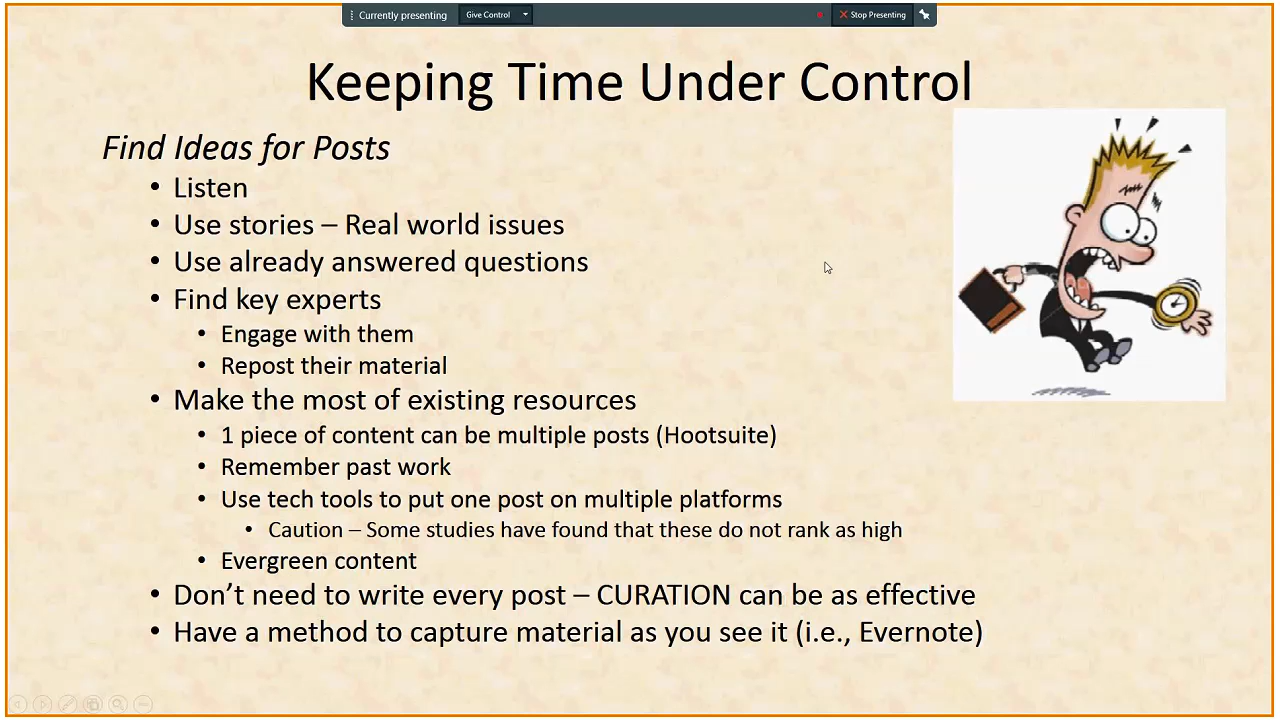 Currently presenting
Give Control
Stop Presenting
Keeping Time Under Control
Find Ideas for Posts
• Listen
• Use stories – Real world issues
• Use already answered questions
• Find key experts
• Engage with them
• Repost their material
• Make the most of existing resources
• 1 piece of content can be multiple posts (Hootsuite)
• Remember past work
• Use tech tools to put one post on multiple platforms
• Caution – Some studies have found that these do not rank as high
• Evergreen content
• Don’t need to write every post – CURATION can be as effective
• Have a method to capture material as you see it (i.e., Evernote)